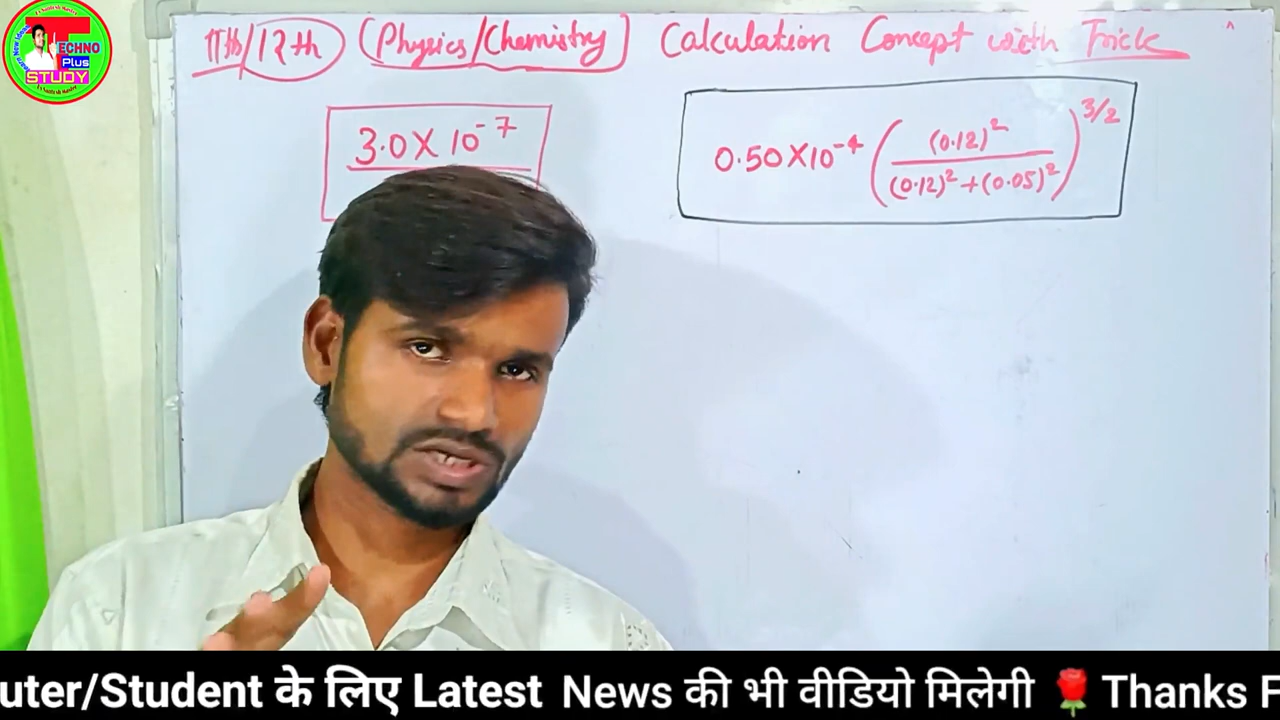 11th/12th (Physics/Chemistry) Calculation Concept with Trick
3.0 X 10⁻⁷
0.50 X 10⁻⁴ ( (0.12)² / (0.12)² + (0.05)² )^3/2
TECHNO
Plus
STUDY
uter/Student के लिए Latest News की भी वीडियो मिलेगी 🌹Thanks F